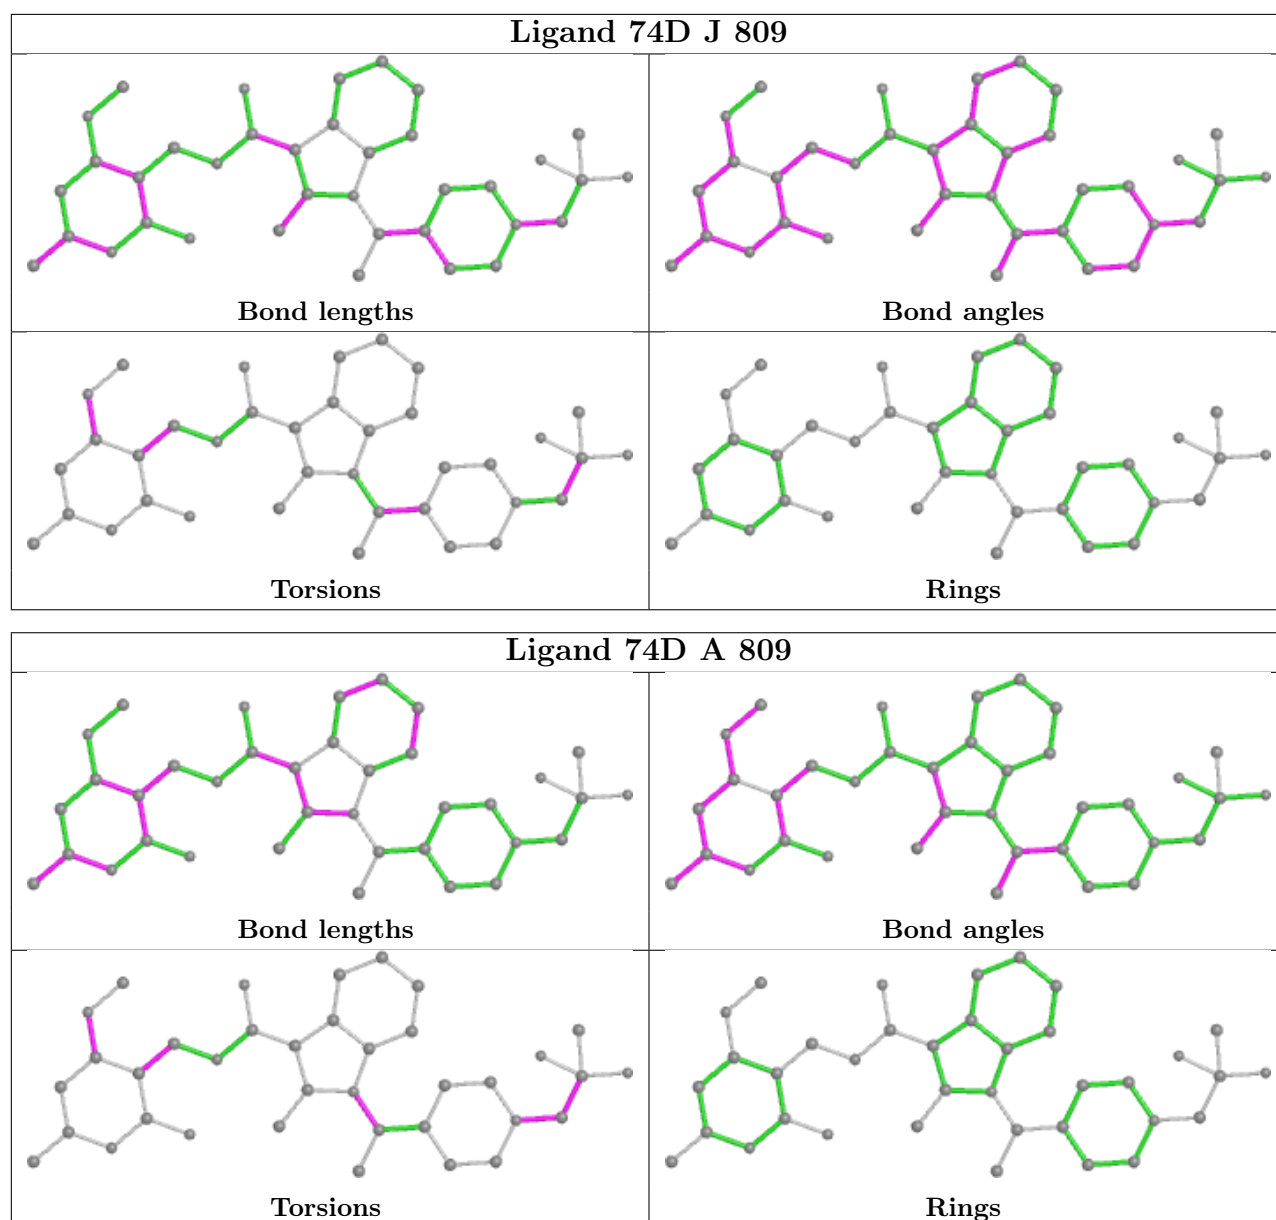 Ligand 74D J 809
Bond lengths
Bond angles
Torsions
Rings
Ligand 74D A 809
Bond lengths
Bond angles
Torsions
Rings